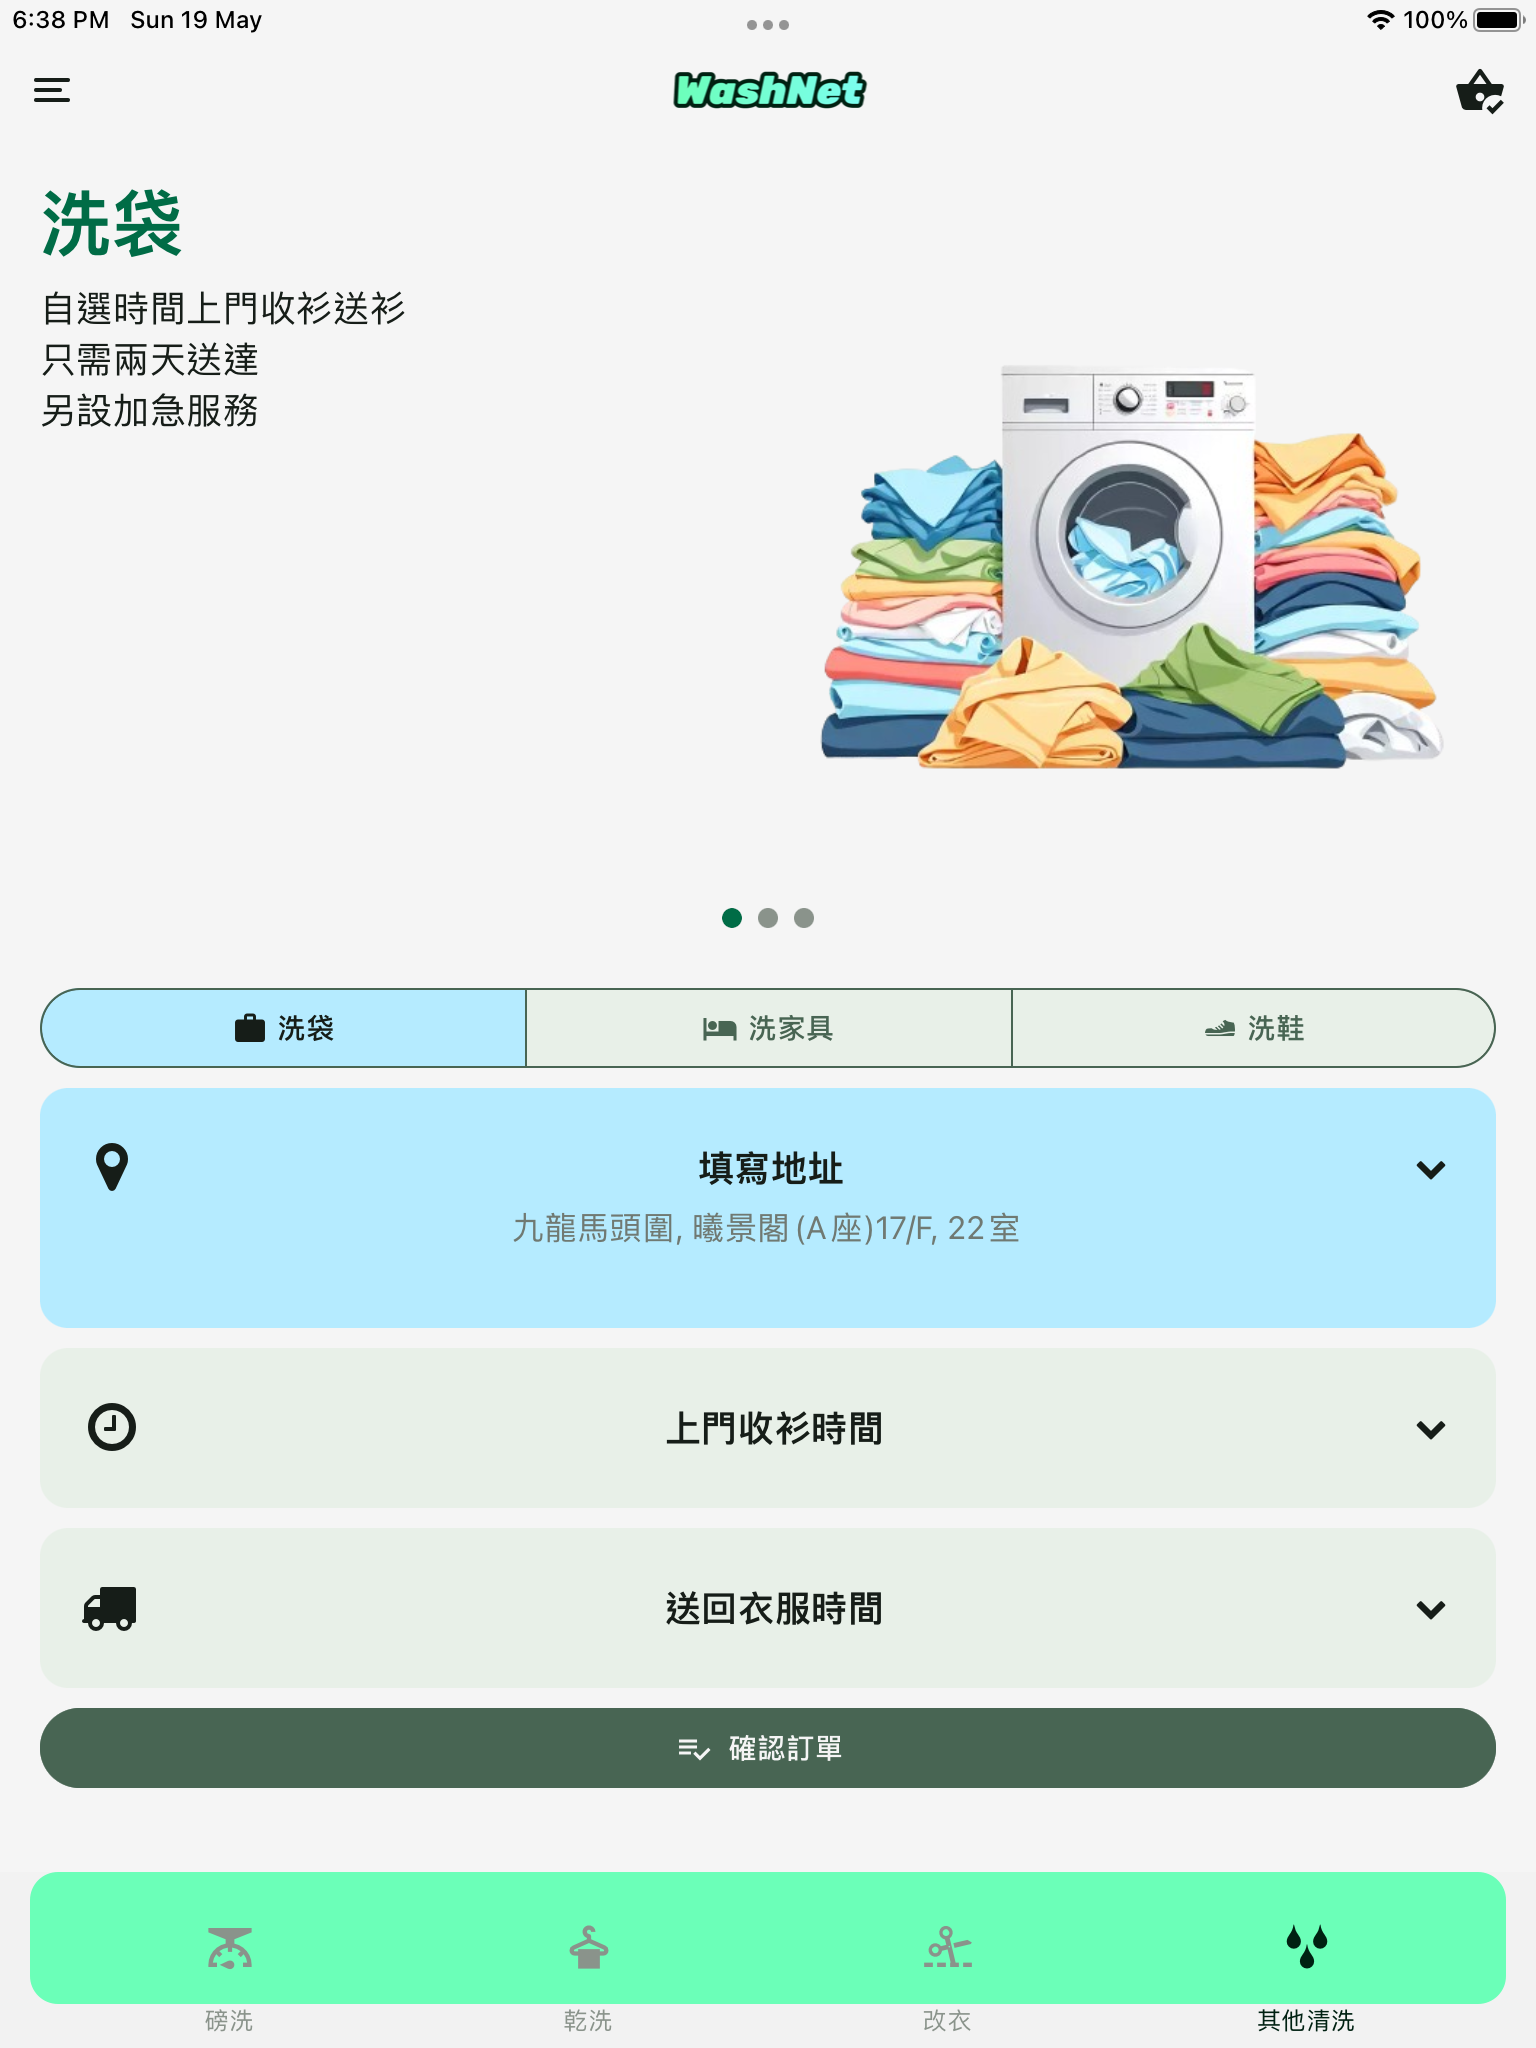 6:38 PM Sun 19 May 100%
WashNet
洗袋
自選時間上門收衫送衫
只需兩天送達
另設加急服務
洗袋 洗家具 洗鞋
填寫地址
九龍馬頭圍, 曦景閣 (A座)17/F, 22室
上門收衫時間
送回衣服時間
確認訂單
磅洗 乾洗 改衣 其他清洗